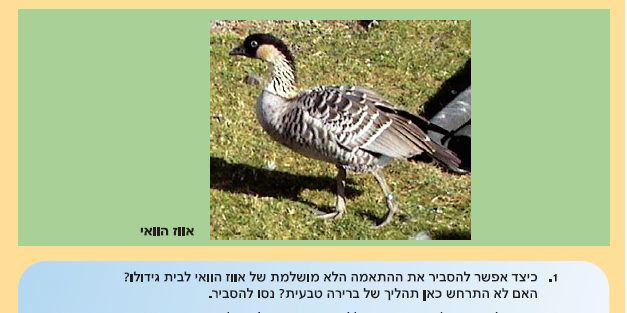 אווז הוואי
1. כיצד אפשר להסביר את ההתאמה הלא מושלמת של אווז הוואי לבית גידולו?
האם לא התרחש כאן תהליך של ברירה טבעית? נסו להסביר.